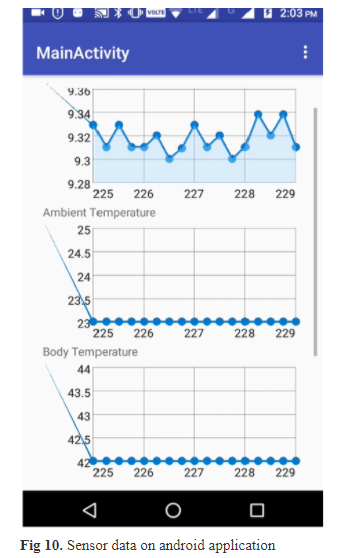 VOLTE LTE G 2:03 PM
MainActivity
9.36
9.34
9.32
9.3
9.28
225 226 227 228 229
Ambient Temperature
25
24.5
24
23.5
23
225 226 227 228 229
Body Temperature
44
43.5
43
42.5
42
225 226 227 228 229
Fig 10. Sensor data on android application